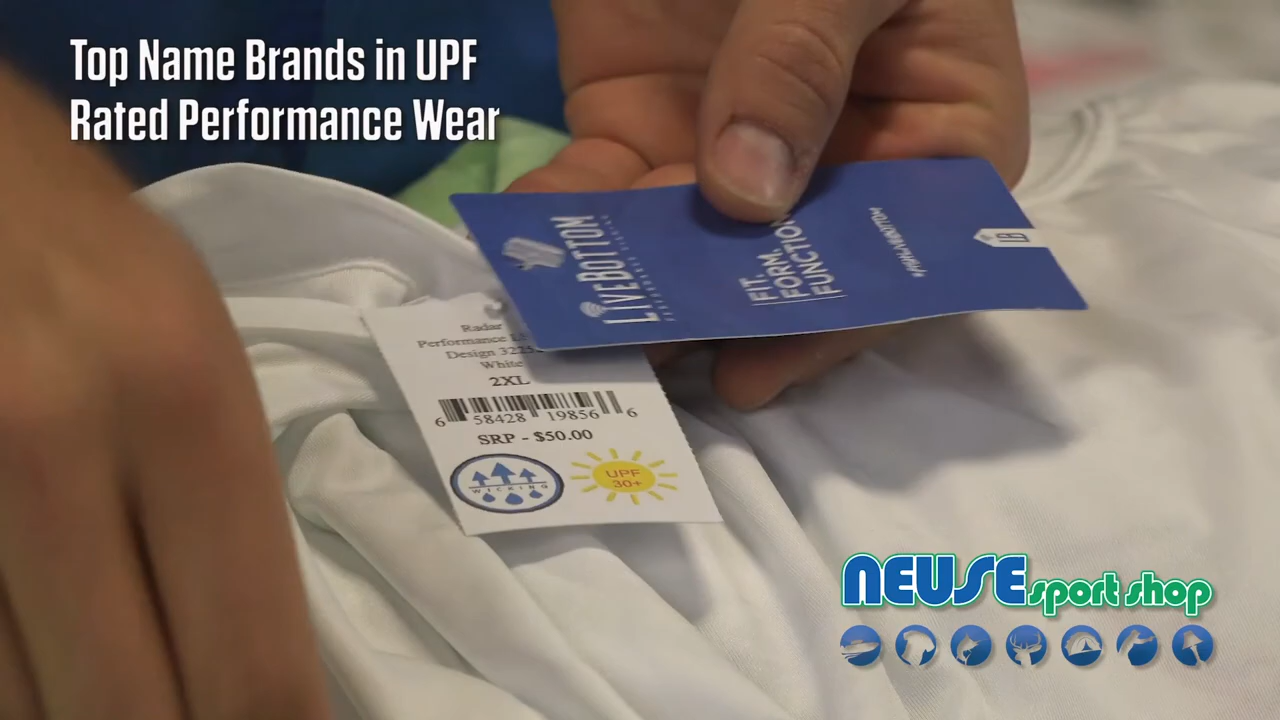 Top Name Brands in UPF
Rated Performance Wear
LIVEBOTTOM
FIT.
FORM.
FUNCTION
LB
Radar
Performance
Design
White
2XL
6 58428 19856 6
SRP - $50.00
WICKING
UPF
30+
NEUSE sport shop